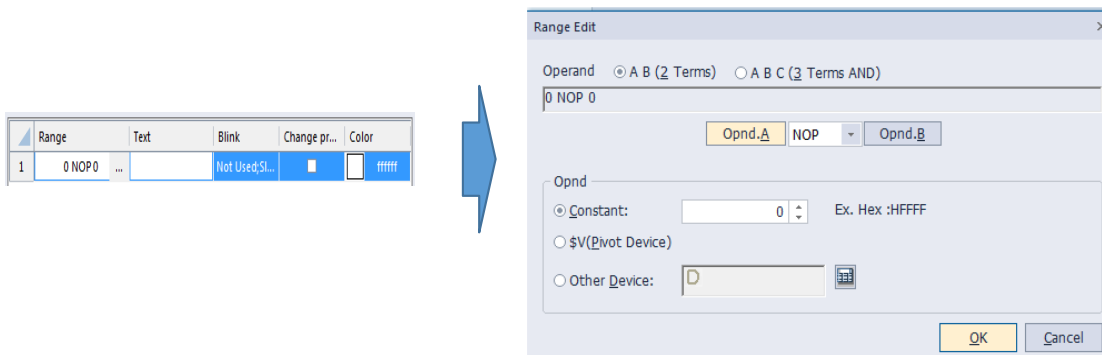 Range Text Blink Change pr... Color
1 0 NOP 0 ... Not Used;Sl... ffffff
Range Edit
Operand A B (2 Terms) A B C (3 Terms AND)
0 NOP 0
Opnd.A NOP Opnd.B
Opnd
Constant: 0 Ex. Hex :HFFFF
$V(Pivot Device)
Other Device: D
OK Cancel